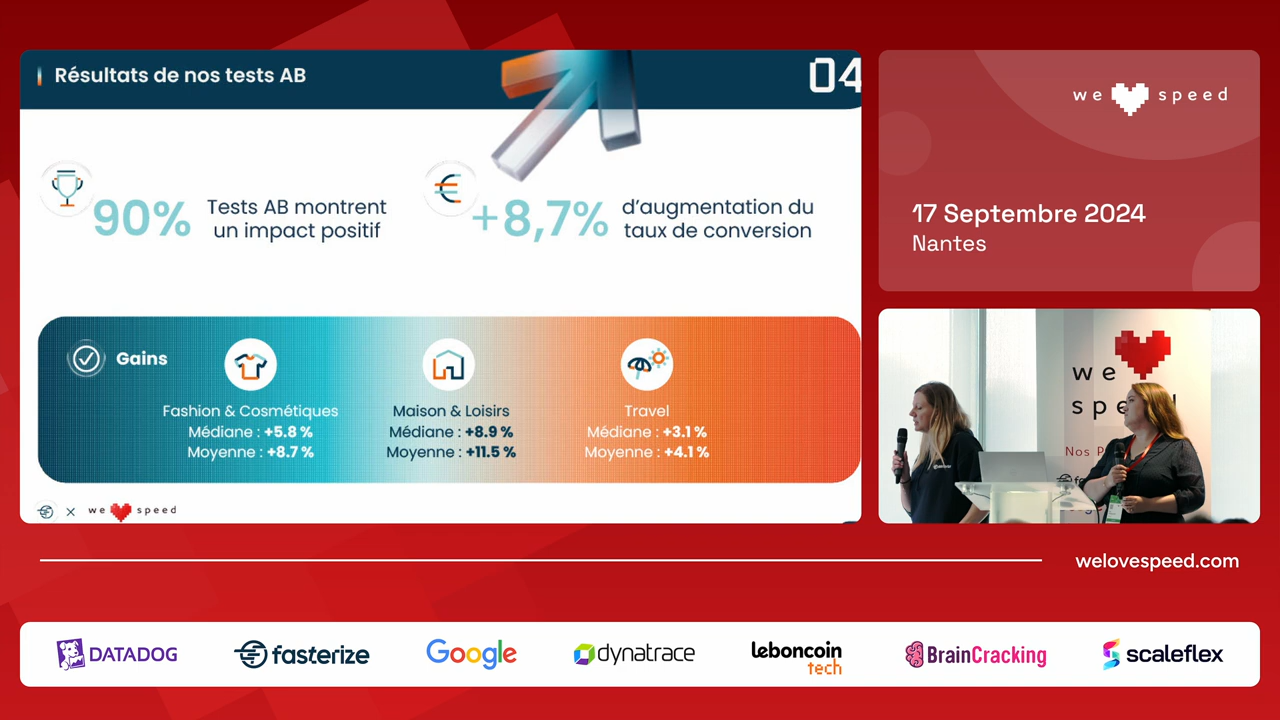 Résultats de nos tests AB
04
90%
Tests AB montrent
un impact positif
+8,7%
d'augmentation du
taux de conversion
Gains
Fashion & Cosmétiques
Médiane : +5.8 %
Moyenne : +8.7 %
Maison & Loisirs
Médiane : +8.9 %
Moyenne : +11.5 %
Travel
Médiane : +3.1 %
Moyenne : +4.1 %
we speed
we speed
17 Septembre 2024
Nantes
we
spe
Nos P
welovespeed.com
DATADOG
fasterize
Google
dynatrace
leboncoin
tech
BrainCracking
scaleflex